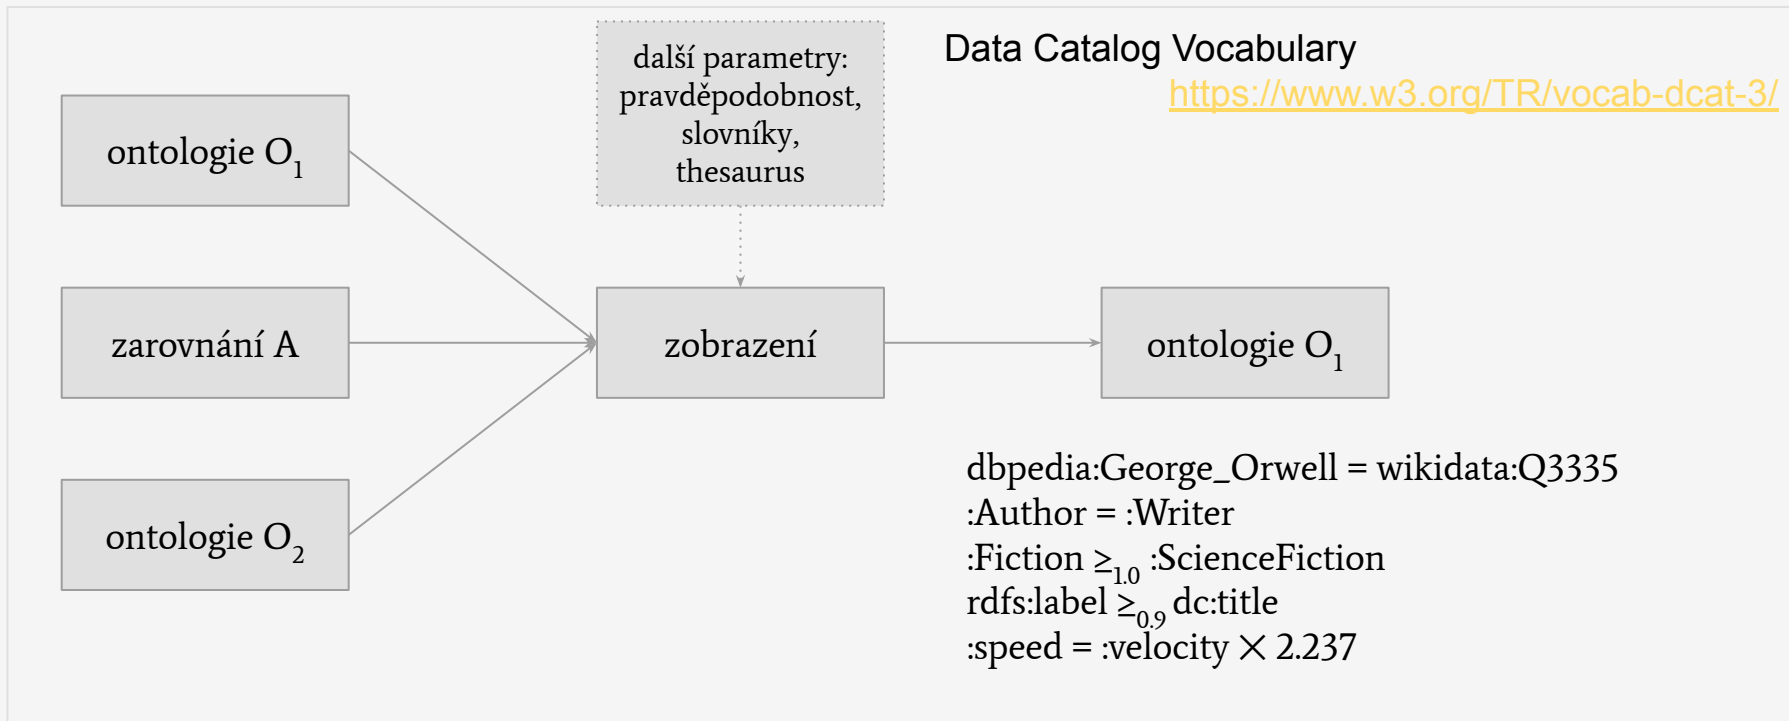 další parametry:
pravděpodobnost,
slovníky,
thesaurus
Data Catalog Vocabulary
https://www.w3.org/TR/vocab-dcat-3/
ontologie O₁
zarovnání A
ontologie O₂
zobrazení
ontologie O₁
dbpedia:George_Orwell = wikidata:Q3335
:Author = :Writer
:Fiction ≥₁.₀ :ScienceFiction
rdfs:label ≥₀.₉ dc:title
:speed = :velocity × 2.237